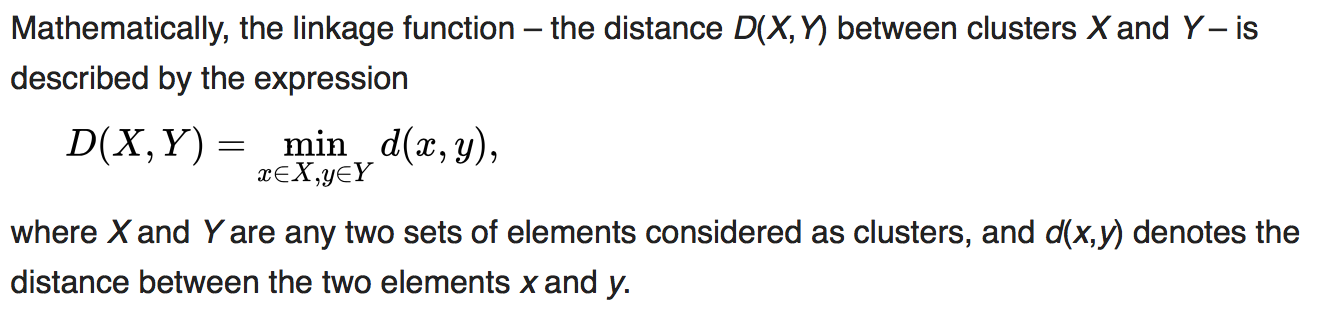 Mathematically, the linkage function – the distance D(X,Y) between clusters X and Y – is
described by the expression
D(X, Y) = min d(x, y),
x∈X,y∈Y
where X and Y are any two sets of elements considered as clusters, and d(x,y) denotes the
distance between the two elements x and y.